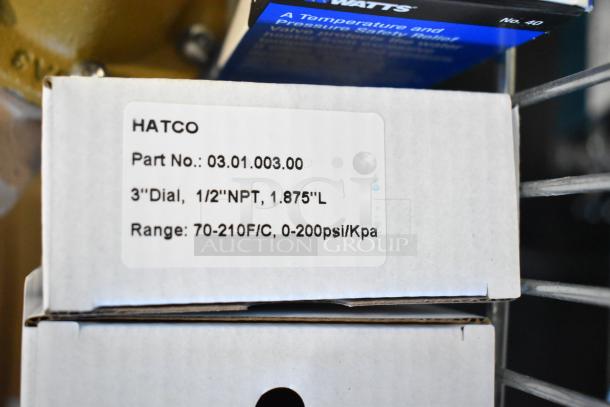 WATTS
No. 40
A Temperature and
Pressure Safety Relief
HATCO
Part No.: 03.01.003.00
3"Dial, 1/2"NPT, 1.875"L
Range: 70-210F/C, 0-200psi/Kpa
PCI
AUCTION GROUP